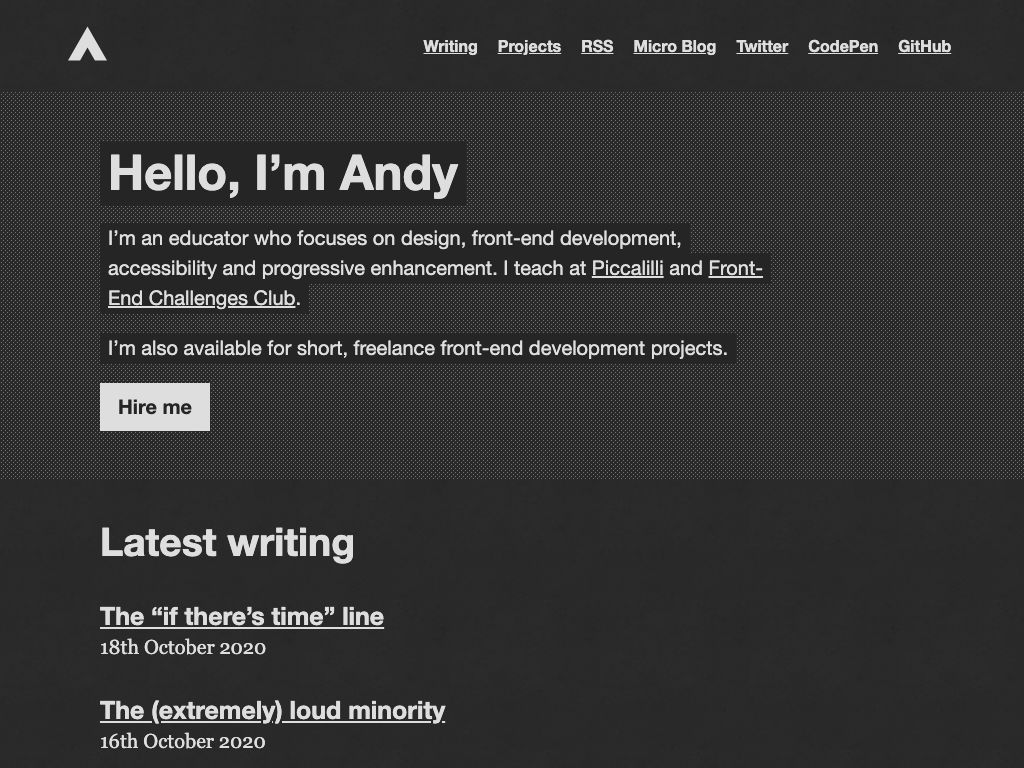 Writing Projects RSS Micro Blog Twitter CodePen GitHub
Hello, I’m Andy
I’m an educator who focuses on design, front-end development,
accessibility and progressive enhancement. I teach at Piccalilli and Front-
End Challenges Club.
I’m also available for short, freelance front-end development projects.
Hire me
Latest writing
The “if there’s time” line
18th October 2020
The (extremely) loud minority
16th October 2020